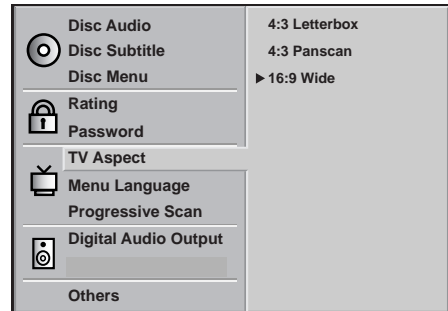 Disc Audio
Disc Subtitle
Disc Menu
Rating
Password
TV Aspect
Menu Language
Progressive Scan
Digital Audio Output
Others
4:3 Letterbox
4:3 Panscan
16:9 Wide